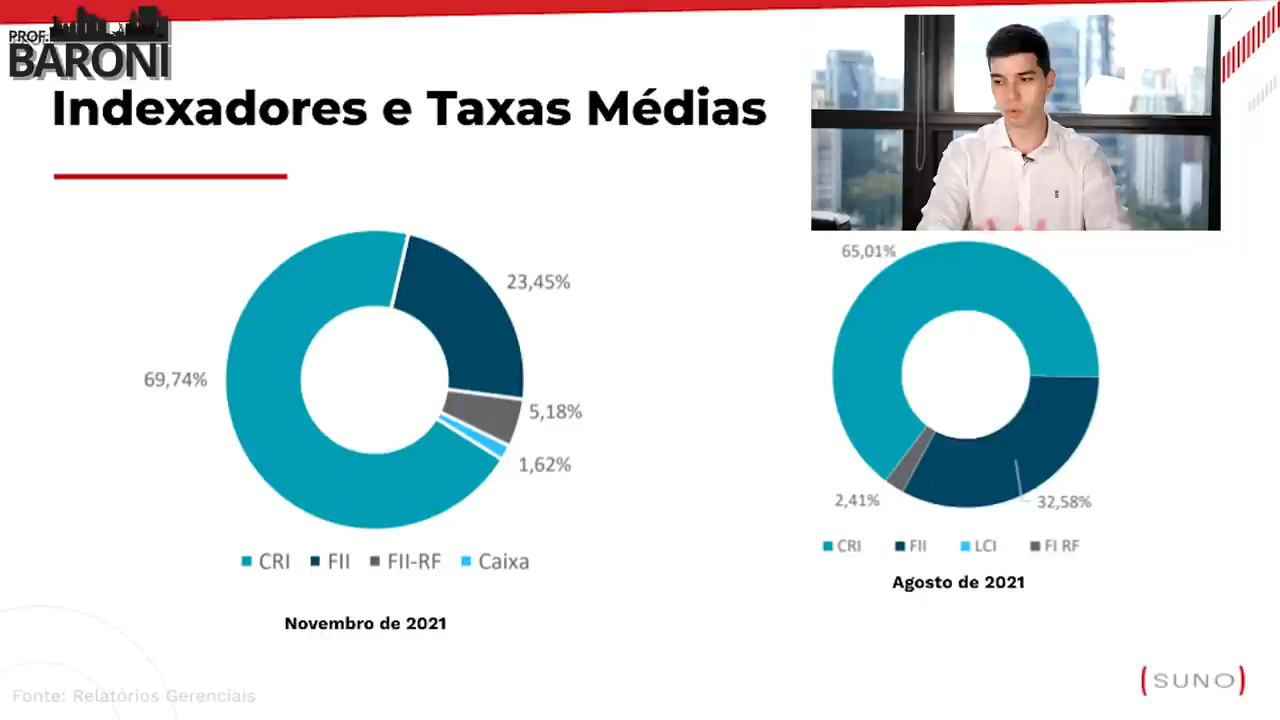 PROF.
BARONI
Indexadores e Taxas Médias
23,45%
69,74%
5,18%
1,62%
CRI FII FII-RF Caixa
Novembro de 2021
65,01%
2,41%
32,58%
CRI FII LCI FI RF
Agosto de 2021
Fonte: Relatórios Gerenciais
(SUNO)